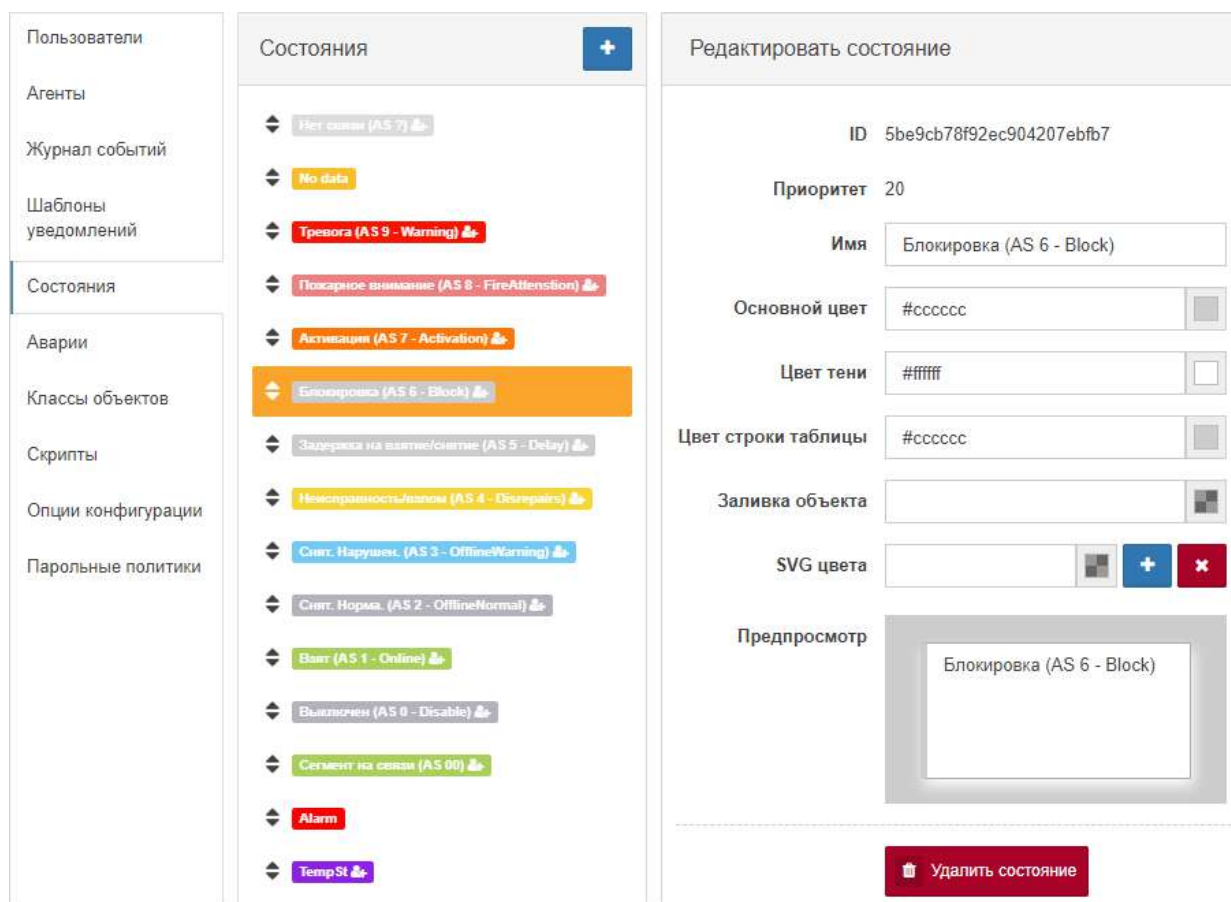 Пользователи
Агенты
Журнал событий
Шаблоны
уведомлений
Состояния
Аварии
Классы объектов
Скрипты
Опции конфигурации
Парольные политики
Состояния
Нет связи (AS ?)
No data
Тревога (AS 9 - Warning)
Пожарное внимание (AS 8 - FireAttenstion)
Активация (AS 7 - Activation)
Блокировка (AS 6 - Block)
Задержка на взятие/снятие (AS 5 - Delay)
Неисправность/взлом (AS 4 - Disrepairs)
Снят. Нарушен. (AS 3 - OfflineWarning)
Снят. Норма. (AS 2 - OfflineNormal)
Взят (AS 1 - Online)
Выключен (AS 0 - Disable)
Сегмент на связи (AS 00)
Alarm
TempSt
Редактировать состояние
ID 5be9cb78f92ec904207ebfb7
Приоритет 20
Имя Блокировка (AS 6 - Block)
Основной цвет #cccccc
Цвет тени #ffffff
Цвет строки таблицы #cccccc
Заливка объекта
SVG цвета
Предпросмотр
Блокировка (AS 6 - Block)
Удалить состояние